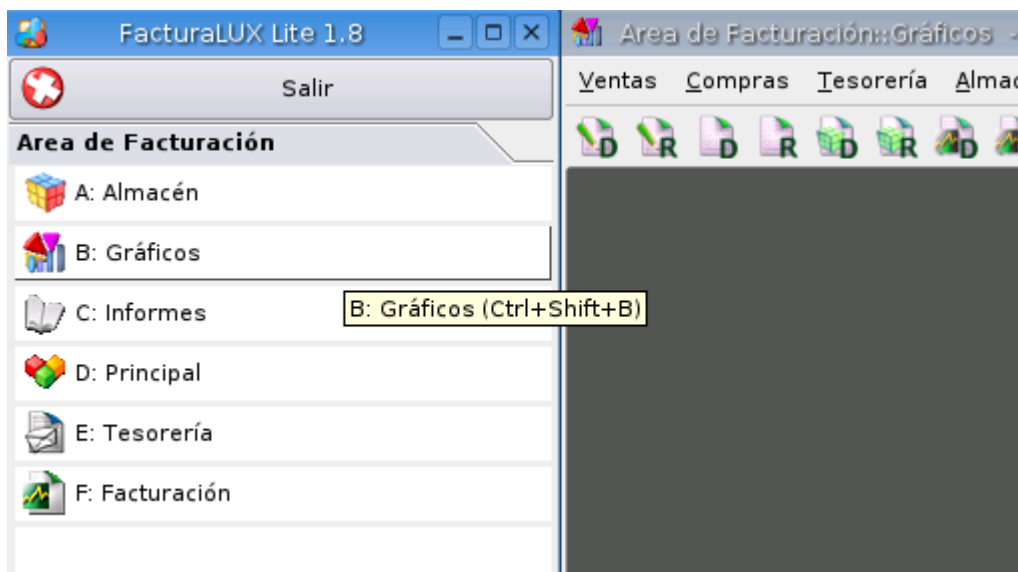 FacturaLUX Lite 1.8
Salir
Area de Facturación
A: Almacén
B: Gráficos
B: Gráficos (Ctrl+Shift+B)
C: Informes
D: Principal
E: Tesorería
F: Facturación
Area de Facturación::Gráficos -
Ventas Compras Tesorería Almac
D R D R D R D